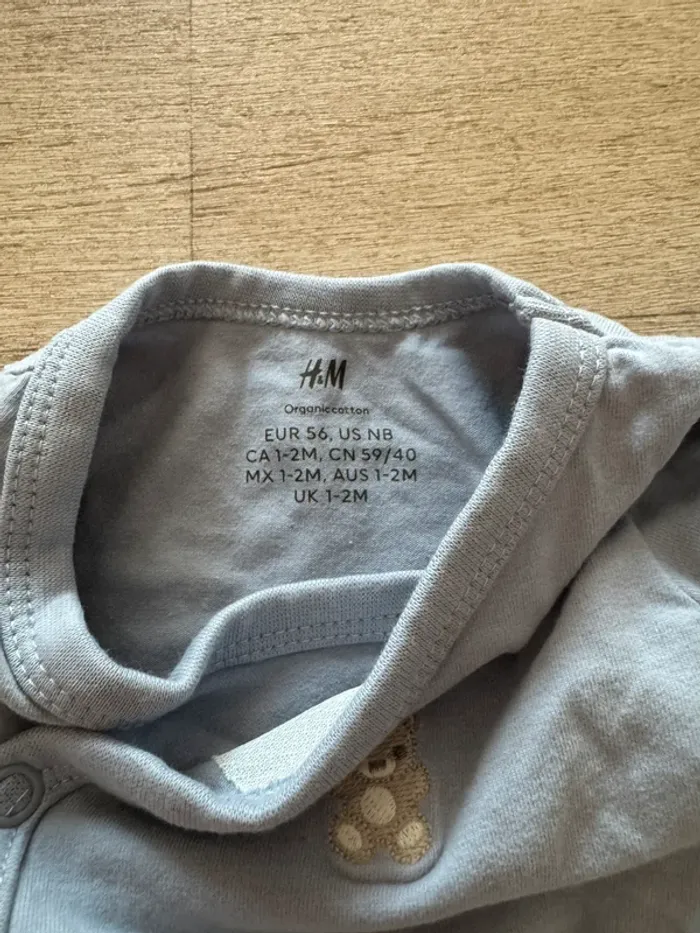 H&M
Organiccotton
EUR 56, US NB
CA 1-2M, CN 59/40
MX 1-2M, AUS 1-2M
UK 1-2M